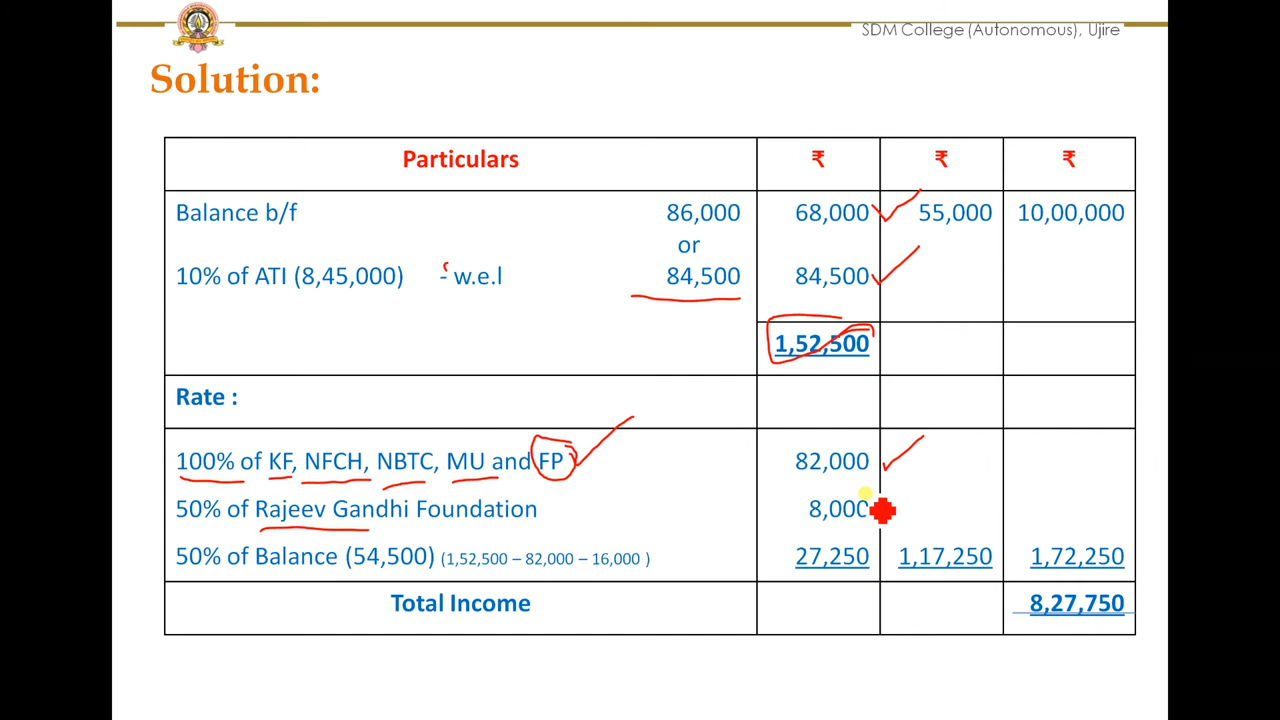 SDM College (Autonomous), Ujire
Solution:
Particulars ₹ ₹ ₹
Balance b/f 86,000 68,000 55,000 10,00,000
or
10% of ATI (8,45,000) - w.e.l 84,500 84,500
1,52,500
Rate :
100% of KF, NFCH, NBTC, MU and FP 82,000
50% of Rajeev Gandhi Foundation 8,000
50% of Balance (54,500) (1,52,500 – 82,000 – 16,000 ) 27,250 1,17,250 1,72,250
Total Income 8,27,750